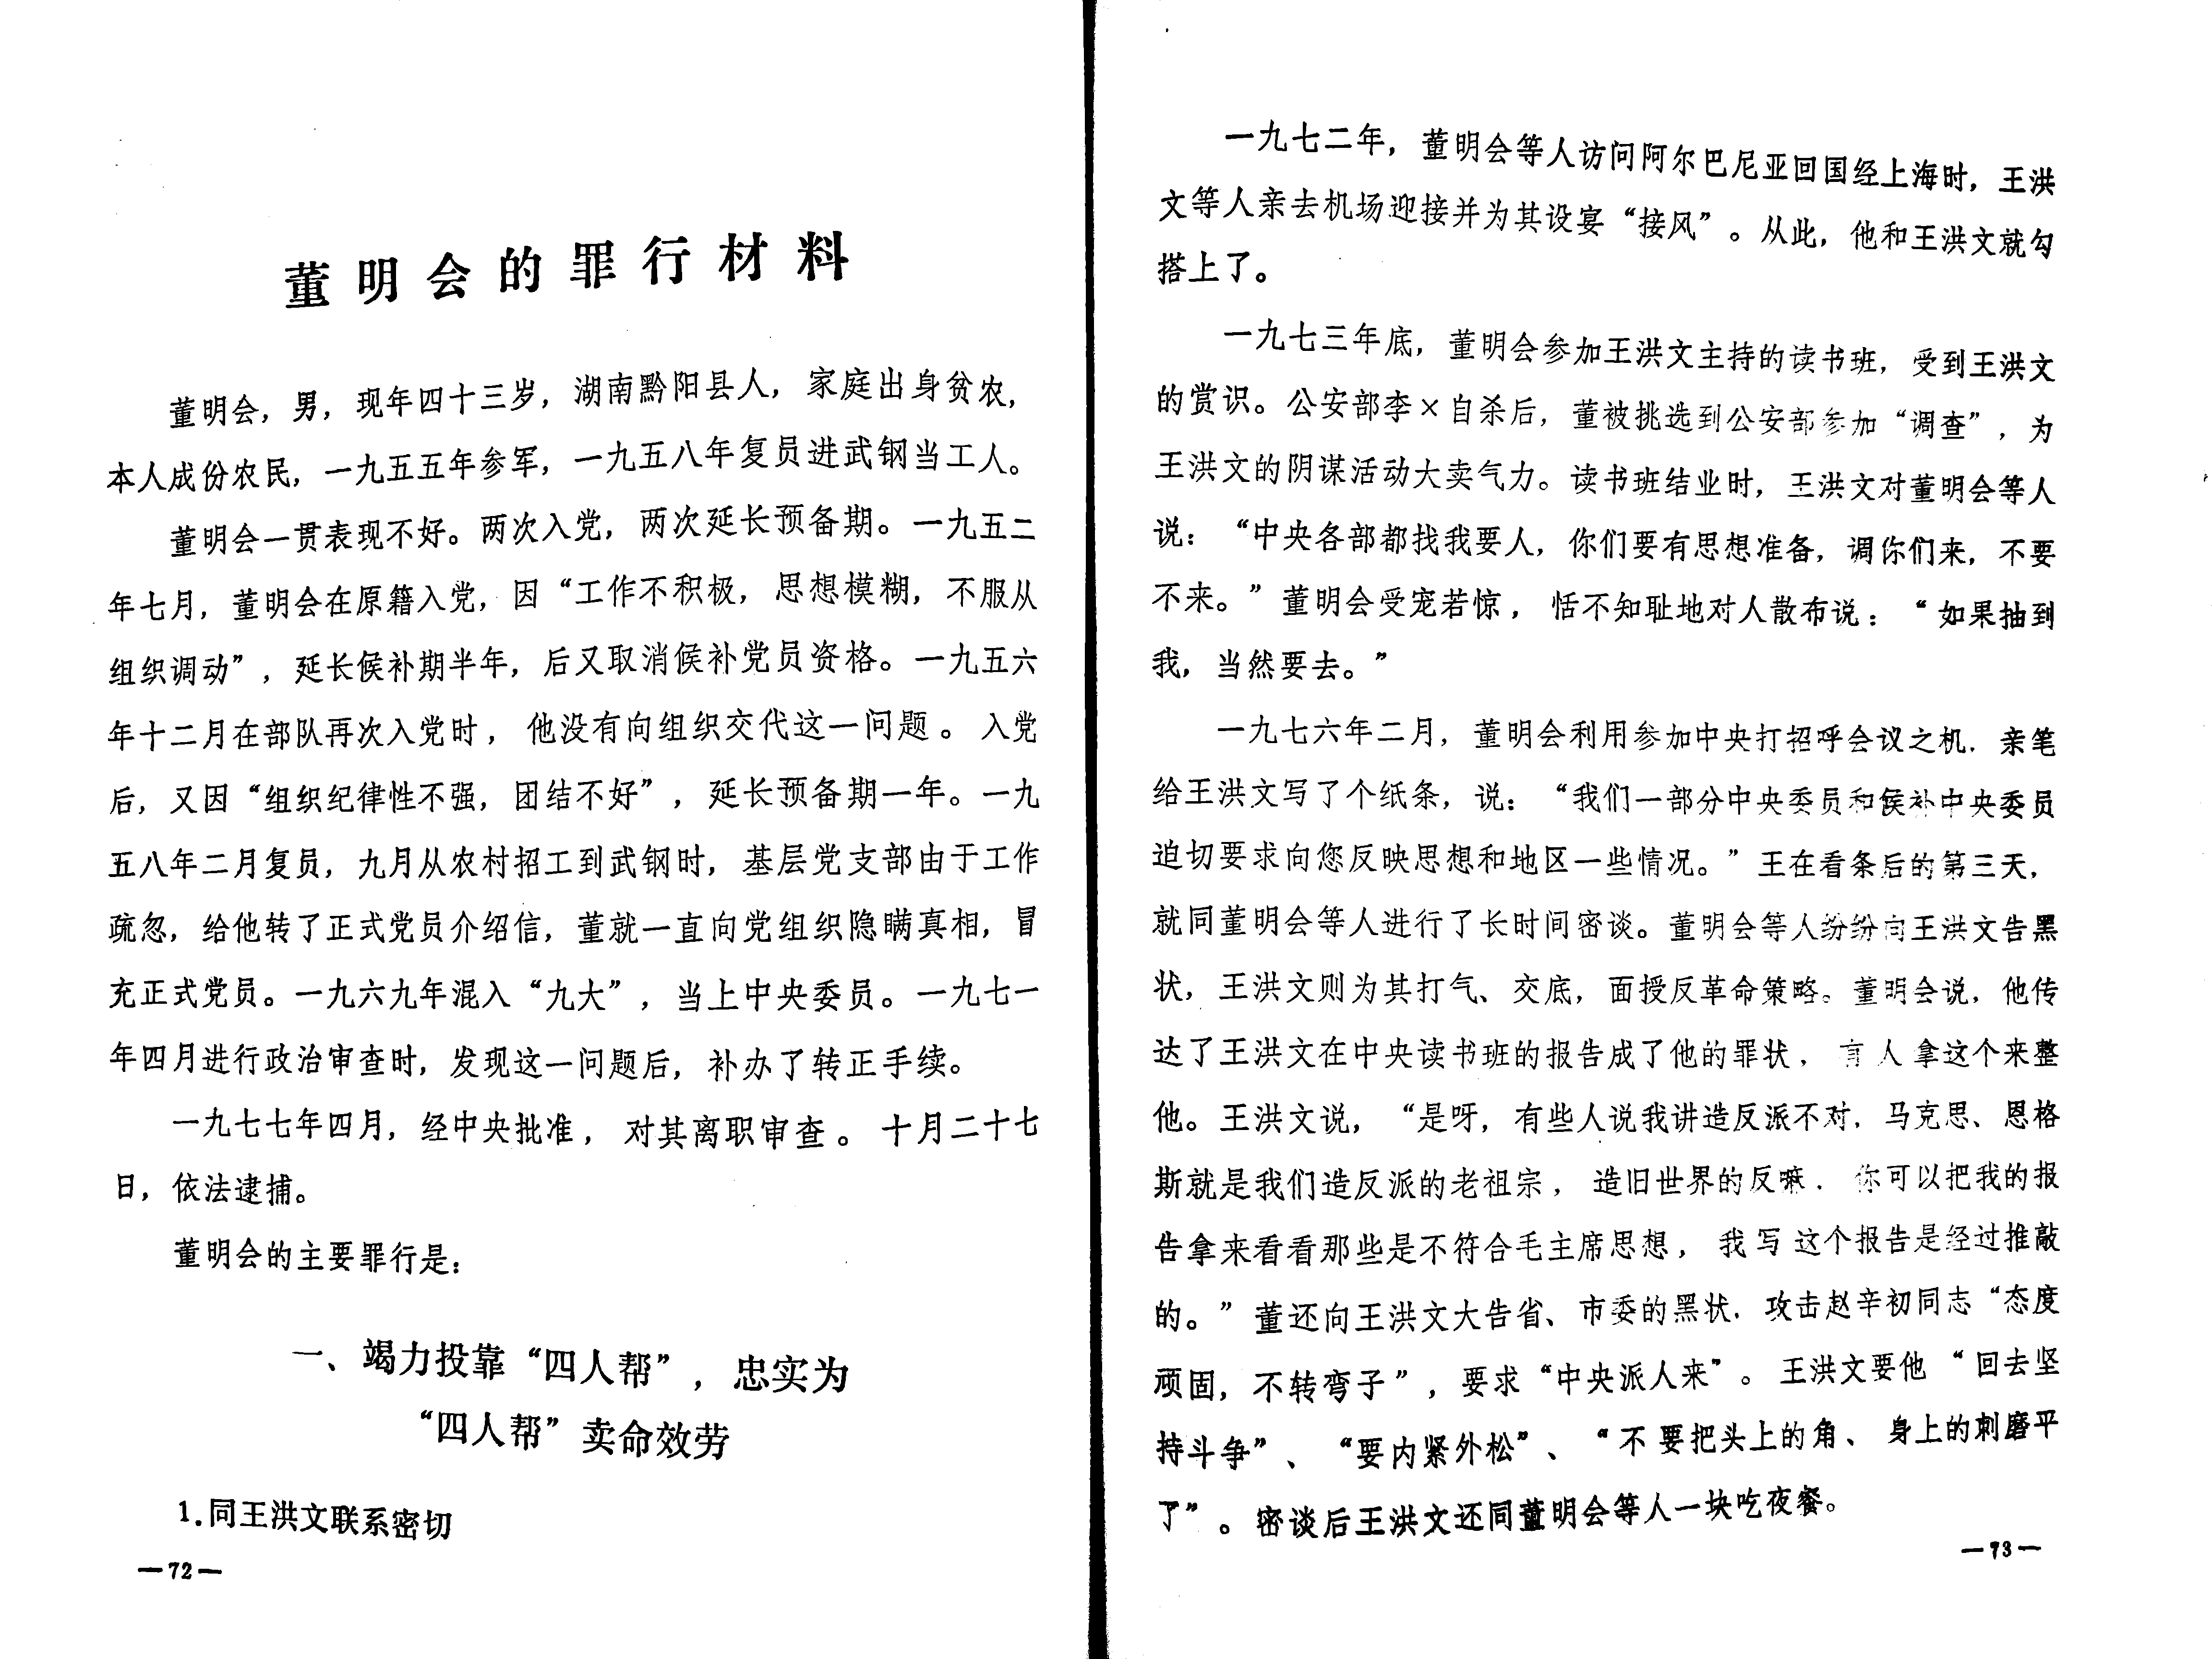 董明会的罪行材料
董明会，男，现年四十三岁，湖南黔阳县人，家庭出身贫农，
本人成份农民，一九五五年参军，一九五八年复员进武钢当工人。
董明会一贯表现不好。两次入党，两次延长预备期。一九五二
年七月，董明会在原籍入党，因“工作不积极，思想模糊，不服从
组织调动”，延长候补期半年，后又取消候补党员资格。一九五六
年十二月在部队再次入党时，他没有向组织交代这一问题。入党
后，又因“组织纪律性不强，团结不好”，延长预备期一年。一九
五八年二月复员，九月从农村招工到武钢时，基层党支部由于工作
疏忽，给他转了正式党员介绍信，董就一直向党组织隐瞒真相，冒
充正式党员。一九六九年混入“九大”，当上中央委员。一九七一
年四月进行政治审查时，发现这一问题后，补办了转正手续。
一九七七年四月，经中央批准，对其离职审查。十月二十七
日，依法逮捕。
董明会的主要罪行是：
一、竭力投靠“四人帮”，忠实为
“四人帮”卖命效劳
1.同王洪文联系密切
—72—
一九七二年，董明会等人访问阿尔巴尼亚回国经上海时，王洪
文等人亲去机场迎接并为其设宴“接风”。从此，他和王洪文就勾
搭上了。
一九七三年底，董明会参加王洪文主持的读书班，受到王洪文
的赏识。公安部李×自杀后，董被挑选到公安部参加“调查”，为
王洪文的阴谋活动大卖气力。读书班结业时，王洪文对董明会等人
说：“中央各部都找我要人，你们要有思想准备，调你们来，不要
不来。”董明会受宠若惊，恬不知耻地对人散布说：“如果抽到
我，当然要去。”
一九七六年二月，董明会利用参加中央打招呼会议之机．亲笔
给王洪文写了个纸条，说：“我们一部分中央委员和侯补中央委员
迫切要求向您反映思想和地区一些情况。”王在看条后的第三天，
就同董明会等人进行了长时间密谈。董明会等人纷纷向王洪文告黑
状，王洪文则为其打气、交底，面授反革命策略。董明会说，他传
达了王洪文在中央读书班的报告成了他的罪状，有人拿这个来整
他。王洪文说，“是呀，有些人说我讲造反派不对，马克思、恩格
斯就是我们造反派的老祖宗，造旧世界的反嘛．你可以把我的报
告拿来看看那些是不符合毛主席思想，我写这个报告是经过推敲
的。”董还向王洪文大告省、市委的黑状．攻击赵辛初同志“态度
顽固，不转弯子”，要求“中央派人来”。王洪文要他“回去坚
持斗争”、“要内紧外松”、“不要把头上的角、身上的刺磨平
了”。密谈后王洪文还同董明会等人一块吃夜餐。
—73—